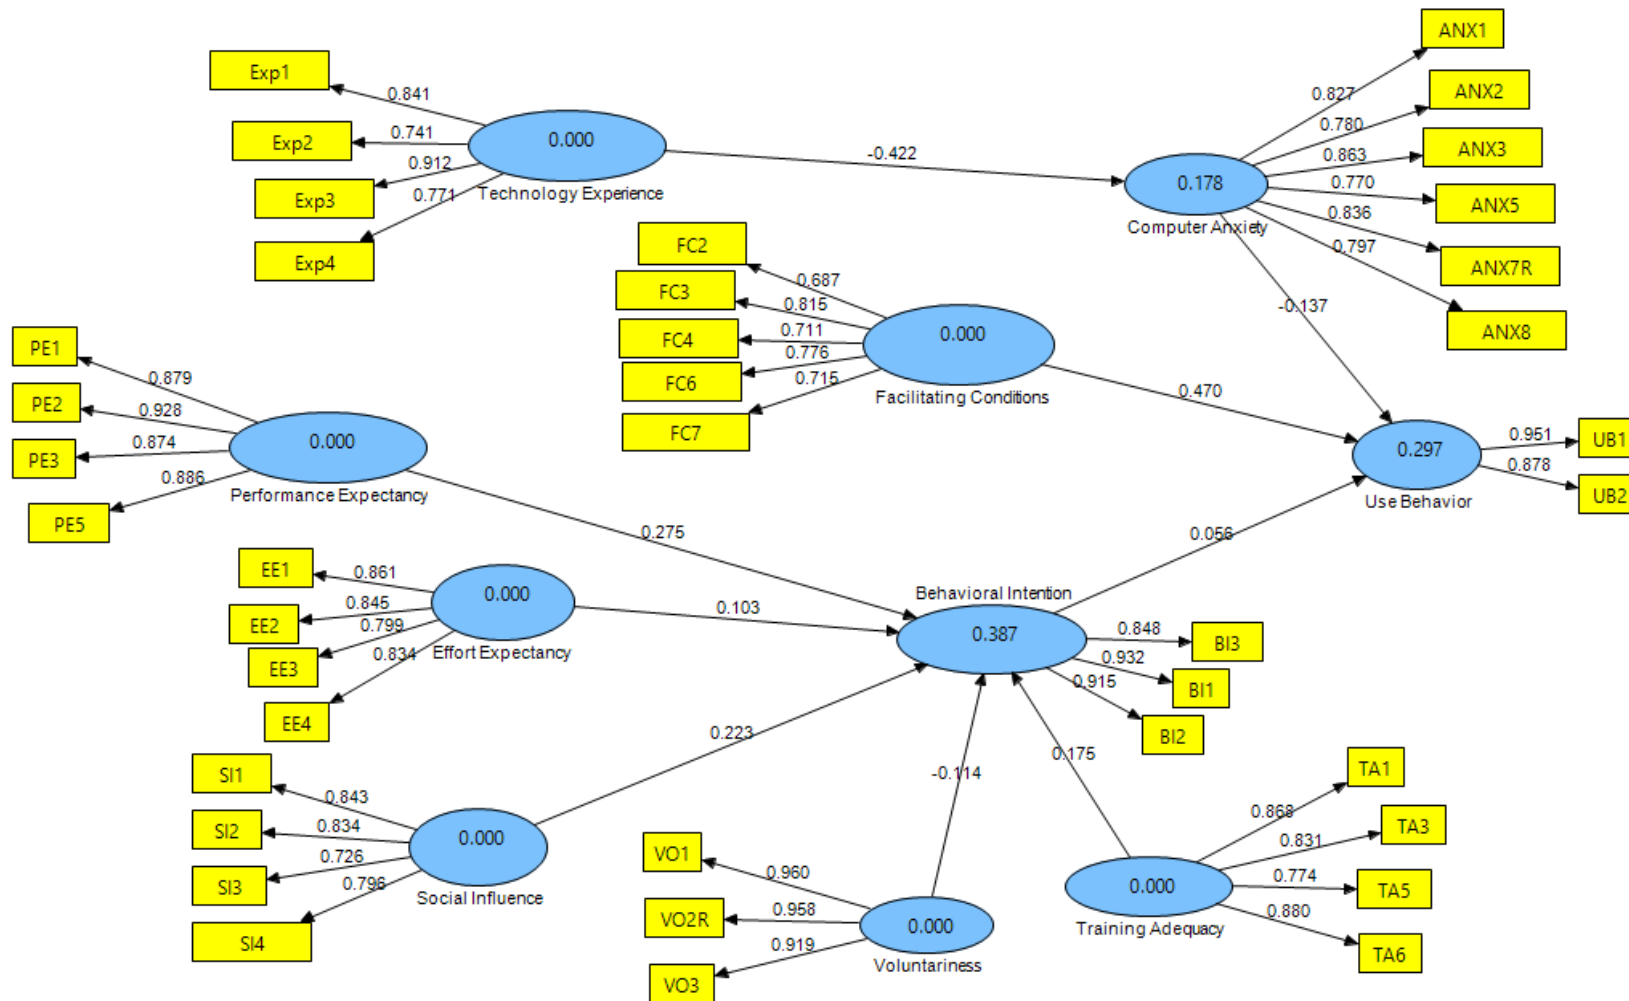 ANX1
Exp1
0.841
0.827
ANX2
Exp2
0.741
0.000
0.780
ANX3
0.912
-0.422
0.863
Exp3
0.771
Technology Experience
0.178
0.770
ANX5
Computer Anxiety
0.836
Exp4
FC2
0.797
ANX7R
0.687
FC3
0.815
-0.137
ANX8
FC4
0.711
0.000
PE1
0.776
FC6
0.715
0.470
0.879
Facilitating Conditions
PE2
0.928
FC7
0.000
0.951
UB1
PE3
0.874
0.297
0.878
0.886
Performance Expectancy
Use Behavior
UB2
PE5
0.275
0.056
EE1
0.861
0.000
Behavioral Intention
0.845
0.103
EE2
0.799
0.387
0.848
BI3
0.834
Effort Expectancy
EE3
0.932
0.915
BI1
EE4
0.223
BI2
0.175
SI1
-0.114
TA1
0.843
0.868
SI2
0.834
0.000
TA3
0.831
0.726
VO1
SI3
0.796
0.960
0.000
0.774
TA5
Social Influence
VO2R
0.958
0.000
0.880
SI4
0.919
Training Adequacy
TA6
Voluntariness
VO3